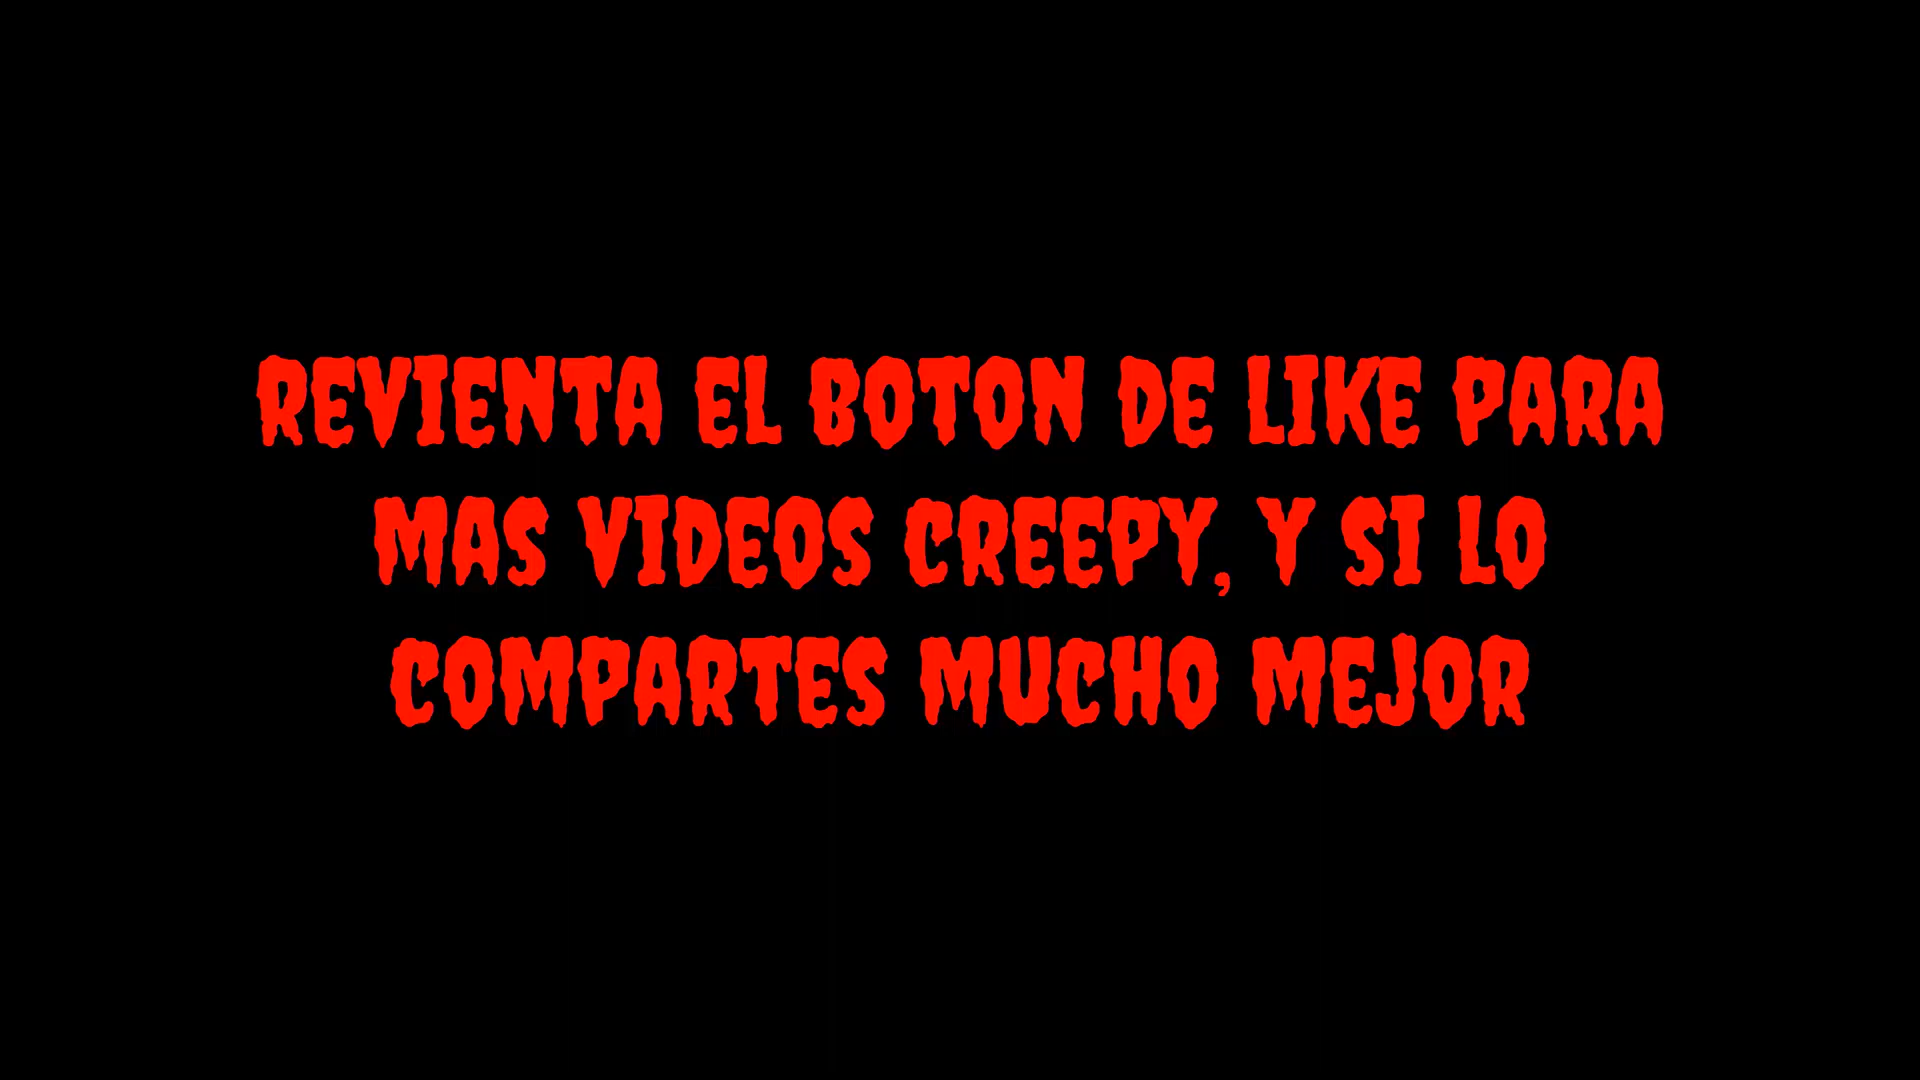 REVIENTA EL BOTON DE LIKE PARA
MAS VIDEOS CREEPY, Y SI LO
COMPARTES MUCHO MEJOR